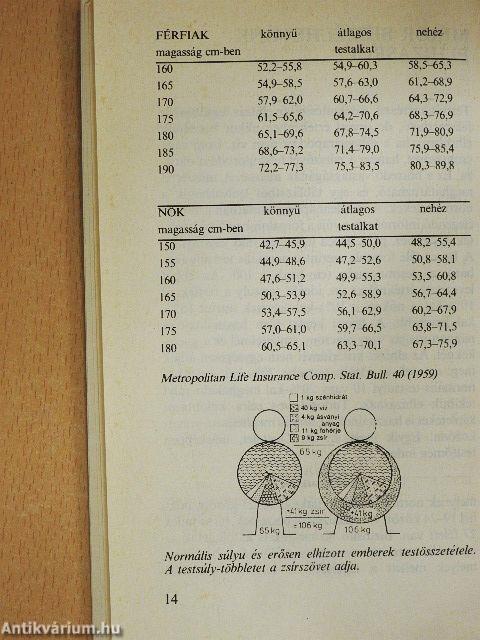 FÉRFIAK könnyű átlagos nehéz
magasság cm-ben testalkat
160 52,2–55,8 54,9–60,3 58,5–65,3
165 54,9–58,5 57,6–63,0 61,2–68,9
170 57,9–62,0 60,7–66,6 64,3–72,9
175 61,5–65,6 64,2–70,6 68,3–76,9
180 65,1–69,6 67,8–74,5 71,9–80,9
185 68,6–73,2 71,4–79,0 75,9–85,4
190 72,2–77,3 75,3–83,5 80,3–89,8
NŐK könnyű átlagos nehéz
magasság cm-ben testalkat
150 42,7–45,9 44,5–50,0 48,2–55,4
155 44,9–48,6 47,2–52,6 50,8–58,1
160 47,6–51,2 49,9–55,3 53,5–60,8
165 50,3–53,9 52,6–58,9 56,7–64,4
170 53,4–57,5 56,1–62,9 60,2–67,9
175 57,0–61,0 59,7–66,5 63,8–71,5
180 60,5–65,1 63,3–70,1 67,3–75,9
Metropolitan Life Insurance Comp. Stat. Bull. 40 (1959)
1 kg szénhidrát
40 kg víz
4 kg ásványi
anyag
11 kg fehérje
9 kg zsír
65 kg
+41 kg
+41 kg zsír
=106 kg
65 kg
106 kg
Normális súlyu és erősen elhízott emberek testösszetétele.
A testsúly-többletet a zsírszövet adja.
14
Antikvárium.hu